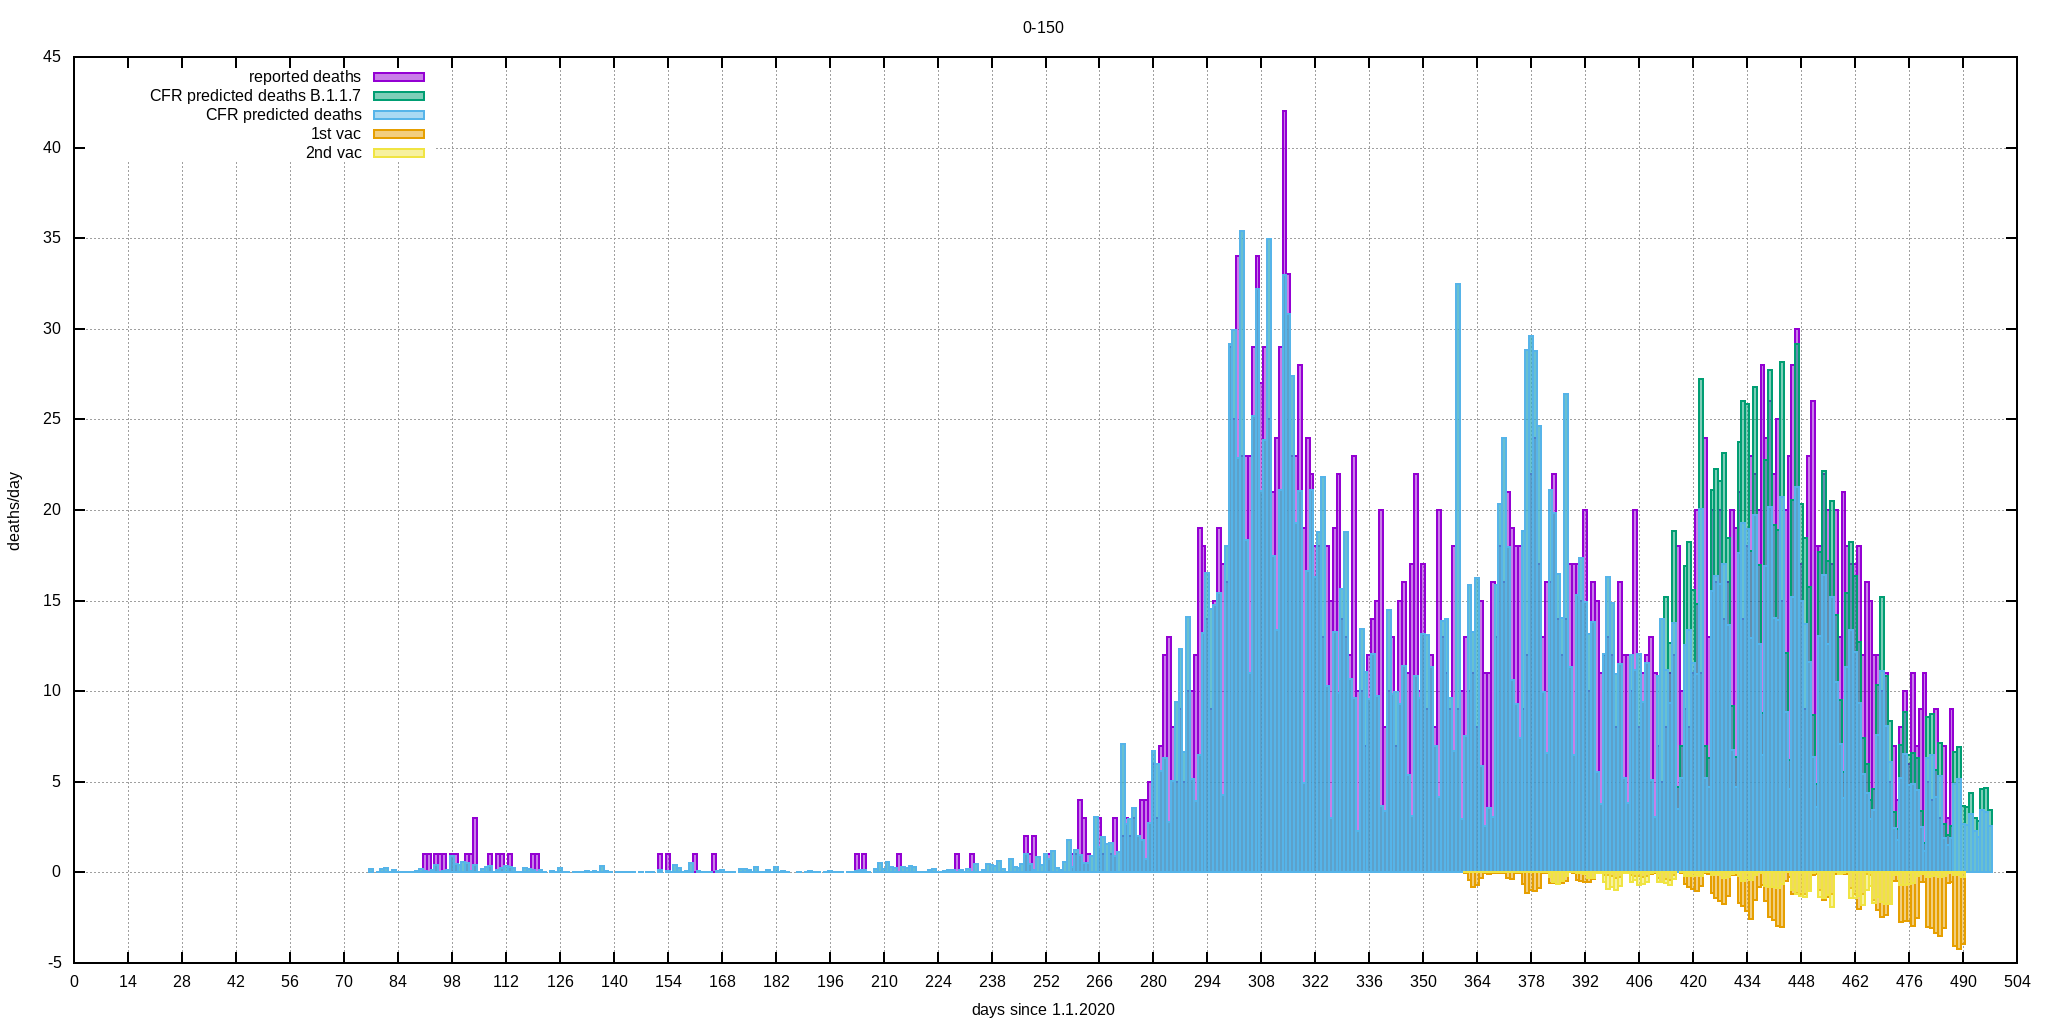 0-150
45
reported deaths
CFR predicted deaths B.1.1.7
CFR predicted deaths
1st vac
2nd vac
40
35
30
25
20
15
10
5
0
-5
deaths/day
0 14 28 42 56 70 84 98 112 126 140 154 168 182 196 210 224 238 252 266 280 294 308 322 336 350 364 378 392 406 420 434 448 462 476 490 504
days since 1.1.2020